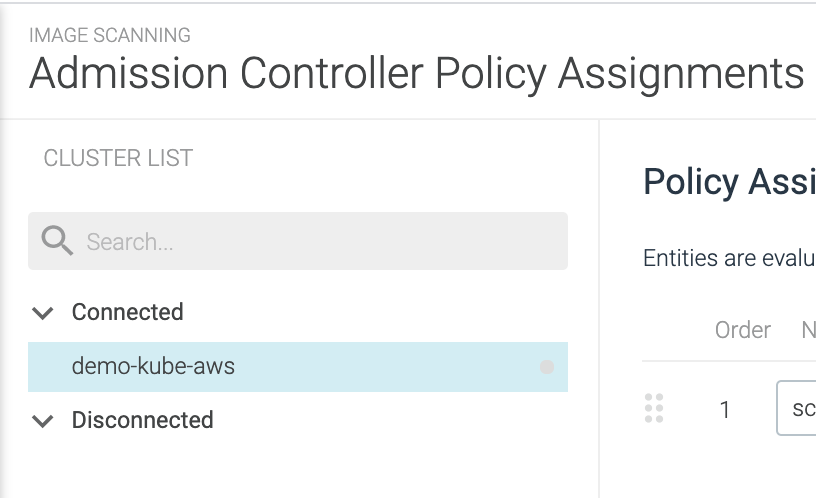 IMAGE SCANNING
Admission Controller Policy Assignments
CLUSTER LIST
Search...
Connected
demo-kube-aws
Disconnected
Policy Assi
Entities are evalu
Order N
1 sc